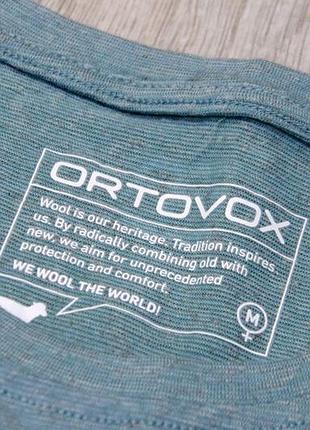 ORTOVOX
Wool is our heritage. Tradition inspires
us. By radically combining old with
new, we aim for unprecedented
protection and comfort.
WE WOOL THE WORLD!
M